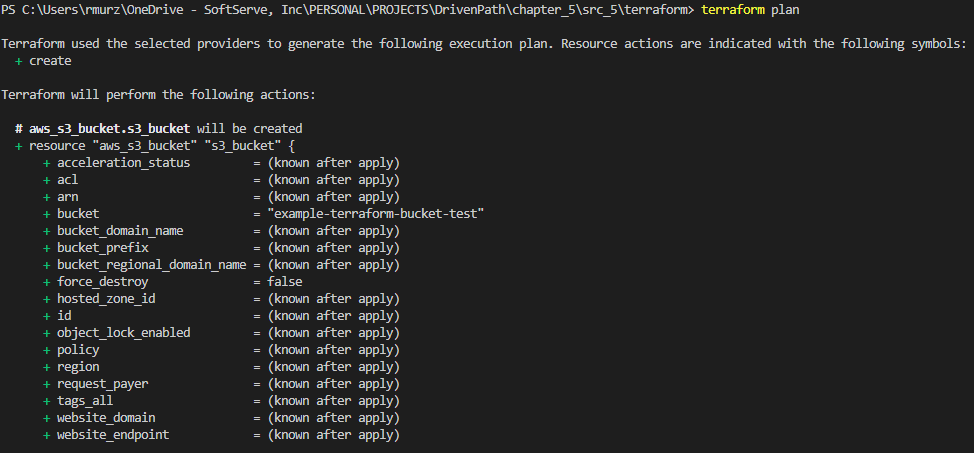 PS C:\Users\rmurz\OneDrive - SoftServe, Inc\PERSONAL\PROJECTS\DrivenPath\chapter_5\src_5\terraform> terraform plan
Terraform used the selected providers to generate the following execution plan. Resource actions are indicated with the following symbols:
+ create
Terraform will perform the following actions:
# aws_s3_bucket.s3_bucket will be created
+ resource "aws_s3_bucket" "s3_bucket" {
+ acceleration_status = (known after apply)
+ acl = (known after apply)
+ arn = (known after apply)
+ bucket = "example-terraform-bucket-test"
+ bucket_domain_name = (known after apply)
+ bucket_prefix = (known after apply)
+ bucket_regional_domain_name = (known after apply)
+ force_destroy = false
+ hosted_zone_id = (known after apply)
+ id = (known after apply)
+ object_lock_enabled = (known after apply)
+ policy = (known after apply)
+ region = (known after apply)
+ request_payer = (known after apply)
+ tags_all = (known after apply)
+ website_domain = (known after apply)
+ website_endpoint = (known after apply)